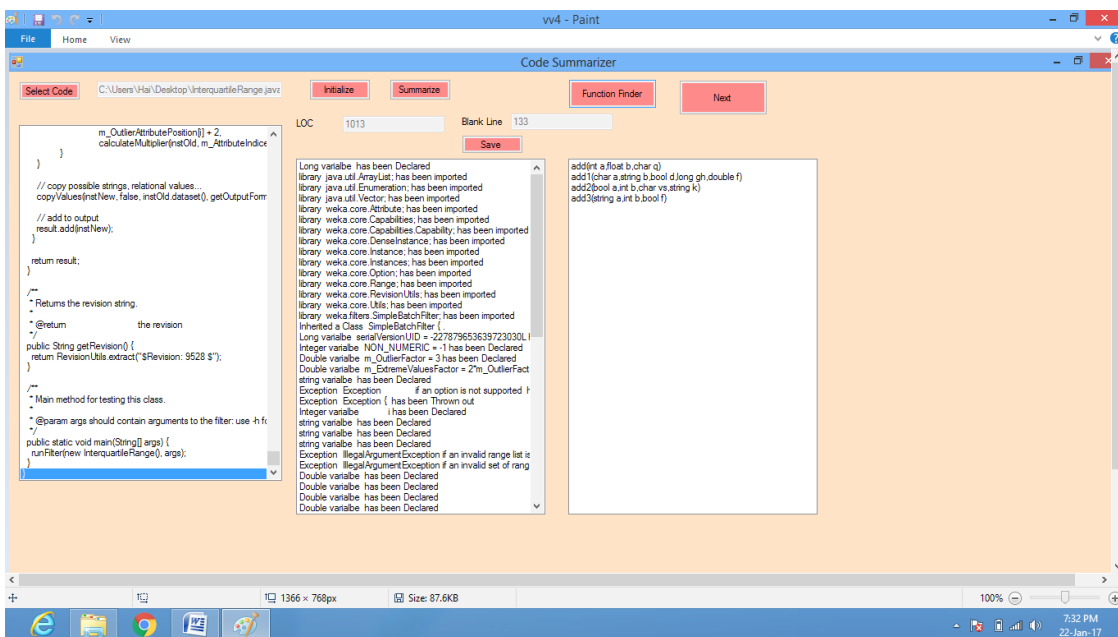 vv4 - Paint
File Home View
Code Summarizer
Select Code C:\Users\Hai\Desktop\InterquartileRange.java Initialize Summarize Function Finder Next
LOC 1013 Blank Line 133
Save
m_OutlierAttributePosition[i] + 2,
calculateMultiplier(instOld, m_AttributeIndice
}
}
// copy possible strings, relational values...
copyValues(instNew, false, instOld.dataset(), getOutputForm
// add to output
result.add(instNew);
}
return result;
}
/**
* Returns the revision string.
*
* @return the revision
*/
public String getRevision() {
return RevisionUtils.extract("$Revision: 9528 $");
}
/**
* Main method for testing this class.
*
* @param args should contain arguments to the filter: use -h fo
*/
public static void main(String[] args) {
runFilter(new InterquartileRange(), args);
}
}
Long varialbe has been Declared
library java.util.ArrayList; has been imported
library java.util.Enumeration; has been imported
library java.util.Vector; has been imported
library weka.core.Attribute; has been imported
library weka.core.Capabilities; has been imported
library weka.core.Capabilities.Capability; has been imported
library weka.core.DenseInstance; has been imported
library weka.core.Instance; has been imported
library weka.core.Instances; has been imported
library weka.core.Option; has been imported
library weka.core.Range; has been imported
library weka.core.RevisionUtils; has been imported
library weka.core.Utils; has been imported
library weka.filters.SimpleBatchFilter; has been imported
Inherited a Class SimpleBatchFilter { .
Long varialbe serialVersionUID = -227879653639723030L h
Integer varialbe NON_NUMERIC = -1 has been Declared
Double varialbe m_OutlierFactor = 3 has been Declared
Double varialbe m_ExtremeValuesFactor = 2*m_OutlierFact
string varialbe has been Declared
Exception Exception if an option is not supported h
Exception Exception { has been Thrown out
Integer varialbe i has been Declared
string varialbe has been Declared
string varialbe has been Declared
string varialbe has been Declared
Exception IllegalArgumentException if an invalid range list is
Exception IllegalArgumentException if an invalid set of rang
Double varialbe has been Declared
Double varialbe has been Declared
Double varialbe has been Declared
Double varialbe has been Declared
add(int a,float b,char q)
add1(char a,string b,bool d,long gh,double f)
add2(bool a,int b,char vs,string k)
add3(string a,int b,bool f)
1366 × 768px Size: 87.6KB 100%
7:32 PM
22-Jan-17